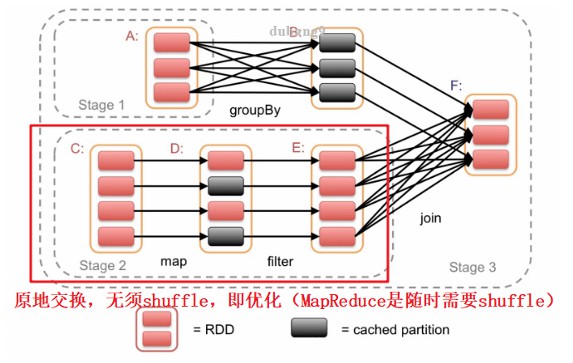 A:
B:
Stage 1
groupBy
F:
C:
D:
E:
Stage 2
map
filter
join
Stage 3
原地交换，无须shuffle，即优化（MapReduce是随时需要shuffle）
= RDD
= cached partition